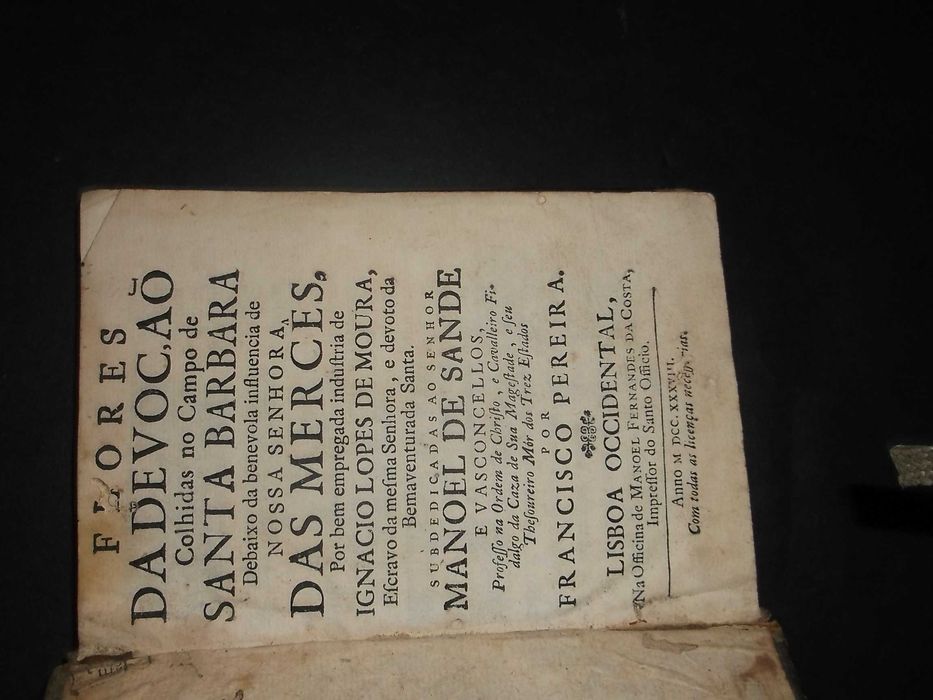 FLORES
DA DEVOC,AÕ
Colhidas no Campo de
SANTA BARBARA
Debaixo da benevola influencia de
NOSSA SENHORA
DAS MERCES,
Por bem empregada induſtria de
IGNACIO LOPES DE MOURA,
Eſcravo da meſma Senhora, e devoto da
Bemaventurada Santa.
SUBDEDICADAS AO SENHOR
MANOEL DE SANDE
E VASCONCELLOS,
Profeſſo na Ordem de Chriſto, e Cavalleiro Fi-
dalgo da Caza de Sua Mageſtade, e ſeu
Theſoureiro Mór dos Trez Eſtados
POR
FRANCISCO PEREIRA.
LISBOA OCCIDENTAL,
Na Officina de MANOEL FERNANDES DA COSTA,
Impreſſor do Santo Officio.
Anno M DCC. XXXVIII.
Com todas as licenças neceſſarias.